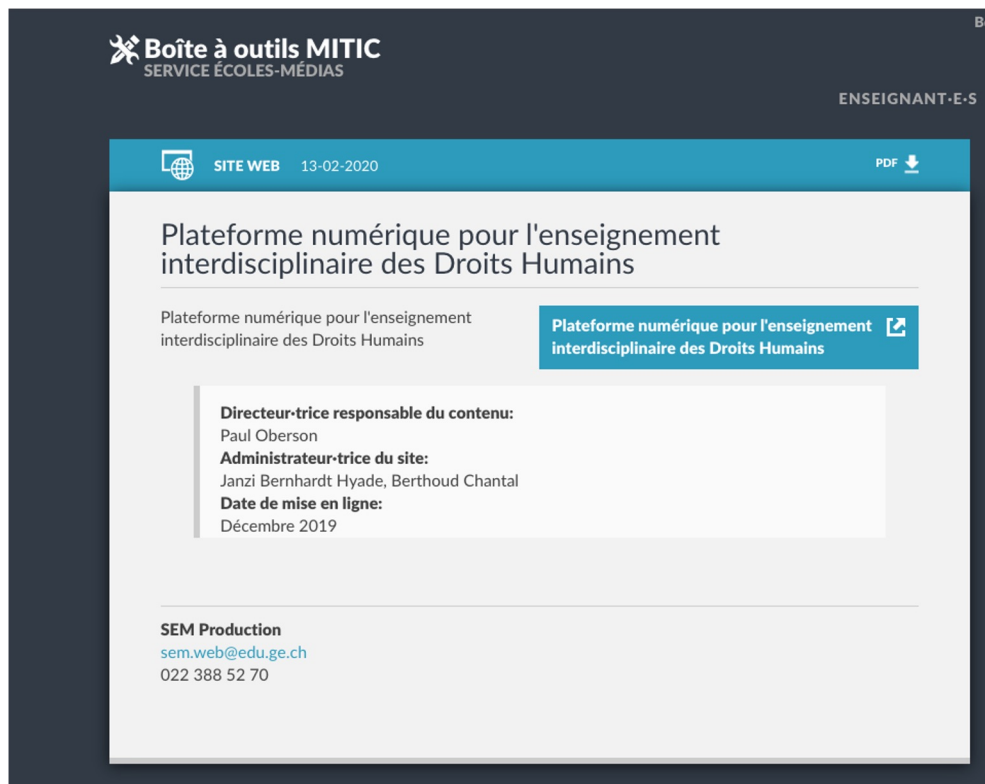 Boîte à outils MITIC
SERVICE ÉCOLES-MÉDIAS
ENSEIGNANT·E·S
SITE WEB 13-02-2020
PDF
Plateforme numérique pour l'enseignement
interdisciplinaire des Droits Humains
Plateforme numérique pour l'enseignement
interdisciplinaire des Droits Humains
Plateforme numérique pour l'enseignement
interdisciplinaire des Droits Humains
Directeur·trice responsable du contenu:
Paul Oberson
Administrateur·trice du site:
Janzi Bernhardt Hyade, Berthoud Chantal
Date de mise en ligne:
Décembre 2019
SEM Production
sem.web@edu.ge.ch
022 388 52 70